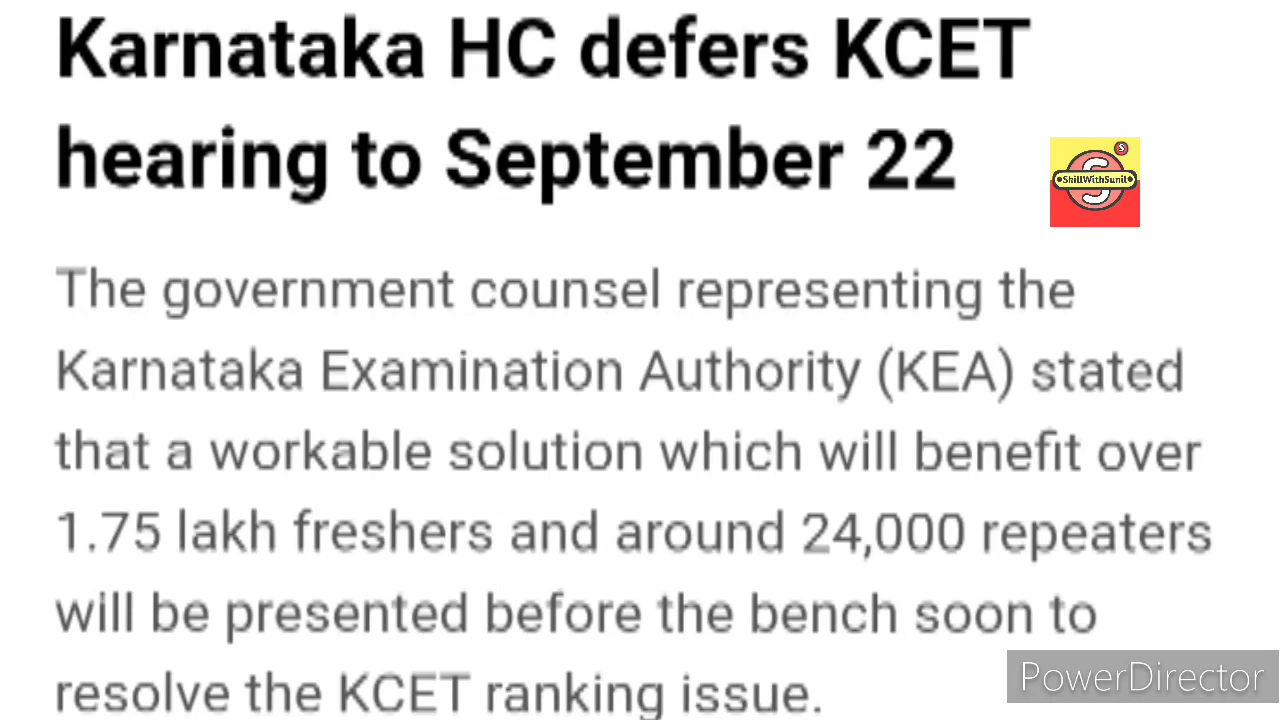 Karnataka HC defers KCET
hearing to September 22
S
SkillWithSunil
The government counsel representing the
Karnataka Examination Authority (KEA) stated
that a workable solution which will benefit over
1.75 lakh freshers and around 24,000 repeaters
will be presented before the bench soon to
resolve the KCET ranking issue.
PowerDirector